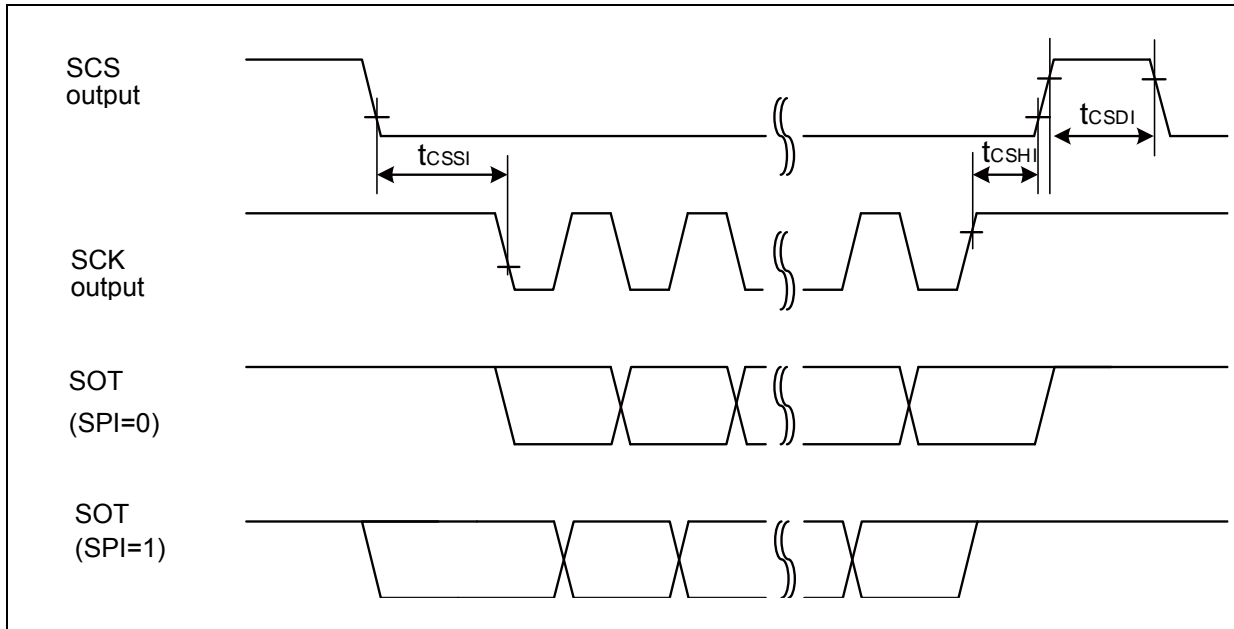 SCS
output
tCSDI
tCSSI
tCSHI
SCK
output
SOT
(SPI=0)
SOT
(SPI=1)